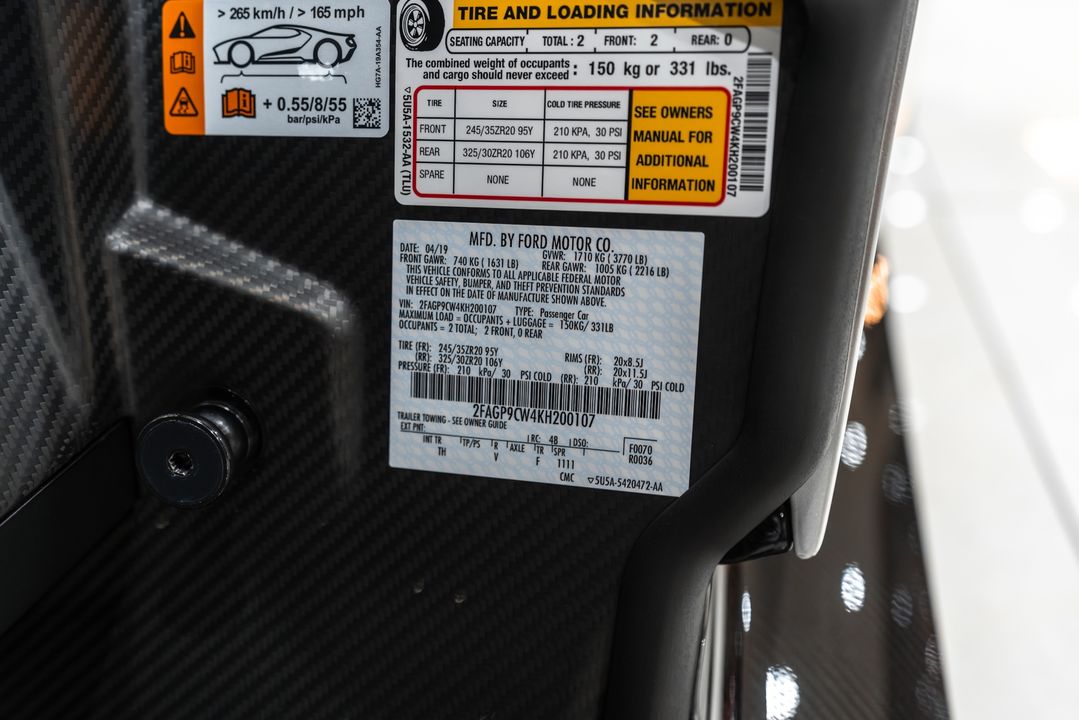 > 265 km/h / > 165 mph
HG7A-19A354-AA
+ 0.55/8/55
bar/psi/kPa
TIRE AND LOADING INFORMATION
SEATING CAPACITY TOTAL: 2 FRONT: 2 REAR: 0
The combined weight of occupants
and cargo should never exceed : 150 kg or 331 lbs.
TIRE SIZE COLD TIRE PRESSURE
FRONT 245/35ZR20 95Y 210 KPA, 30 PSI
REAR 325/30ZR20 106Y 210 KPA, 30 PSI
SPARE NONE NONE
SEE OWNERS
MANUAL FOR
ADDITIONAL
INFORMATION
5U5A-1532-AA (TLU)
2FAGP9CW4KH200107
MFD. BY FORD MOTOR CO.
DATE: 04/19 GVWR: 1710 KG ( 3770 LB)
FRONT GAWR: 740 KG ( 1631 LB) REAR GAWR: 1005 KG ( 2216 LB)
THIS VEHICLE CONFORMS TO ALL APPLICABLE FEDERAL MOTOR
VEHICLE SAFETY, BUMPER, AND THEFT PREVENTION STANDARDS
IN EFFECT ON THE DATE OF MANUFACTURE SHOWN ABOVE.
VIN: 2FAGP9CW4KH200107 TYPE: Passenger Car
MAXIMUM LOAD = OCCUPANTS + LUGGAGE = 150KG/ 331LB
OCCUPANTS = 2 TOTAL; 2 FRONT, 0 REAR
TIRE (FR): 245/35ZR20 95Y RIMS (FR): 20x8.5J
(RR): 325/30ZR20 106Y (RR): 20x11.5J
PRESSURE (FR): 210 kPa/ 30 PSI COLD (RR): 210 kPa/ 30 PSI COLD
2FAGP9CW4KH200107
TRAILER TOWING - SEE OWNER GUIDE
EXT PNT: RC: 48 DSO: F0070
INT TR TP/PS R AXLE TR SPR R0036
TH V F 1111
CMC 5U5A-5420472-AA